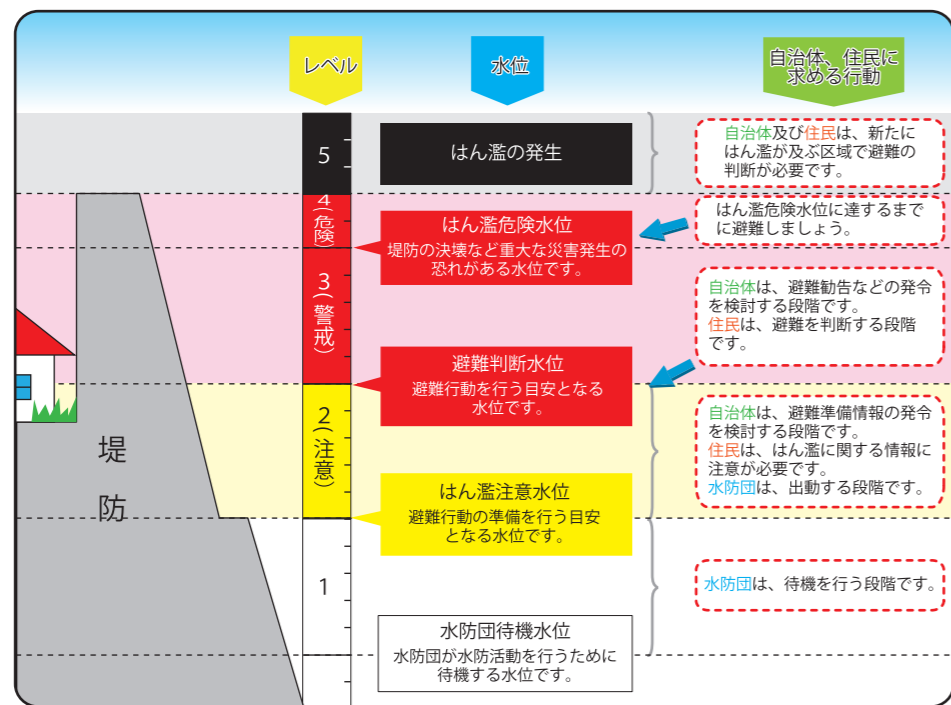 レベル
水位
自治体、住民に
求める行動
5
はん濫の発生
自治体及び住民は、新たに
はん濫が及ぶ区域で避難の
判断が必要です。
4(危険)
はん濫危険水位
堤防の決壊など重大な災害発生の
恐れがある水位です。
はん濫危険水位に達するまで
に避難しましょう。
3(警戒)
自治体は、避難勧告などの発令
を検討する段階です。
住民は、避難を判断する段階
です。
避難判断水位
避難行動を行う目安となる
水位です。
2(注意)
自治体は、避難準備情報の発令
を検討する段階です。
住民は、はん濫に関する情報に
注意が必要です。
水防団は、出動する段階です。
堤防
はん濫注意水位
避難行動の準備を行う目安
となる水位です。
1
水防団は、待機を行う段階です。
水防団待機水位
水防団が水防活動を行うために
待機する水位です。